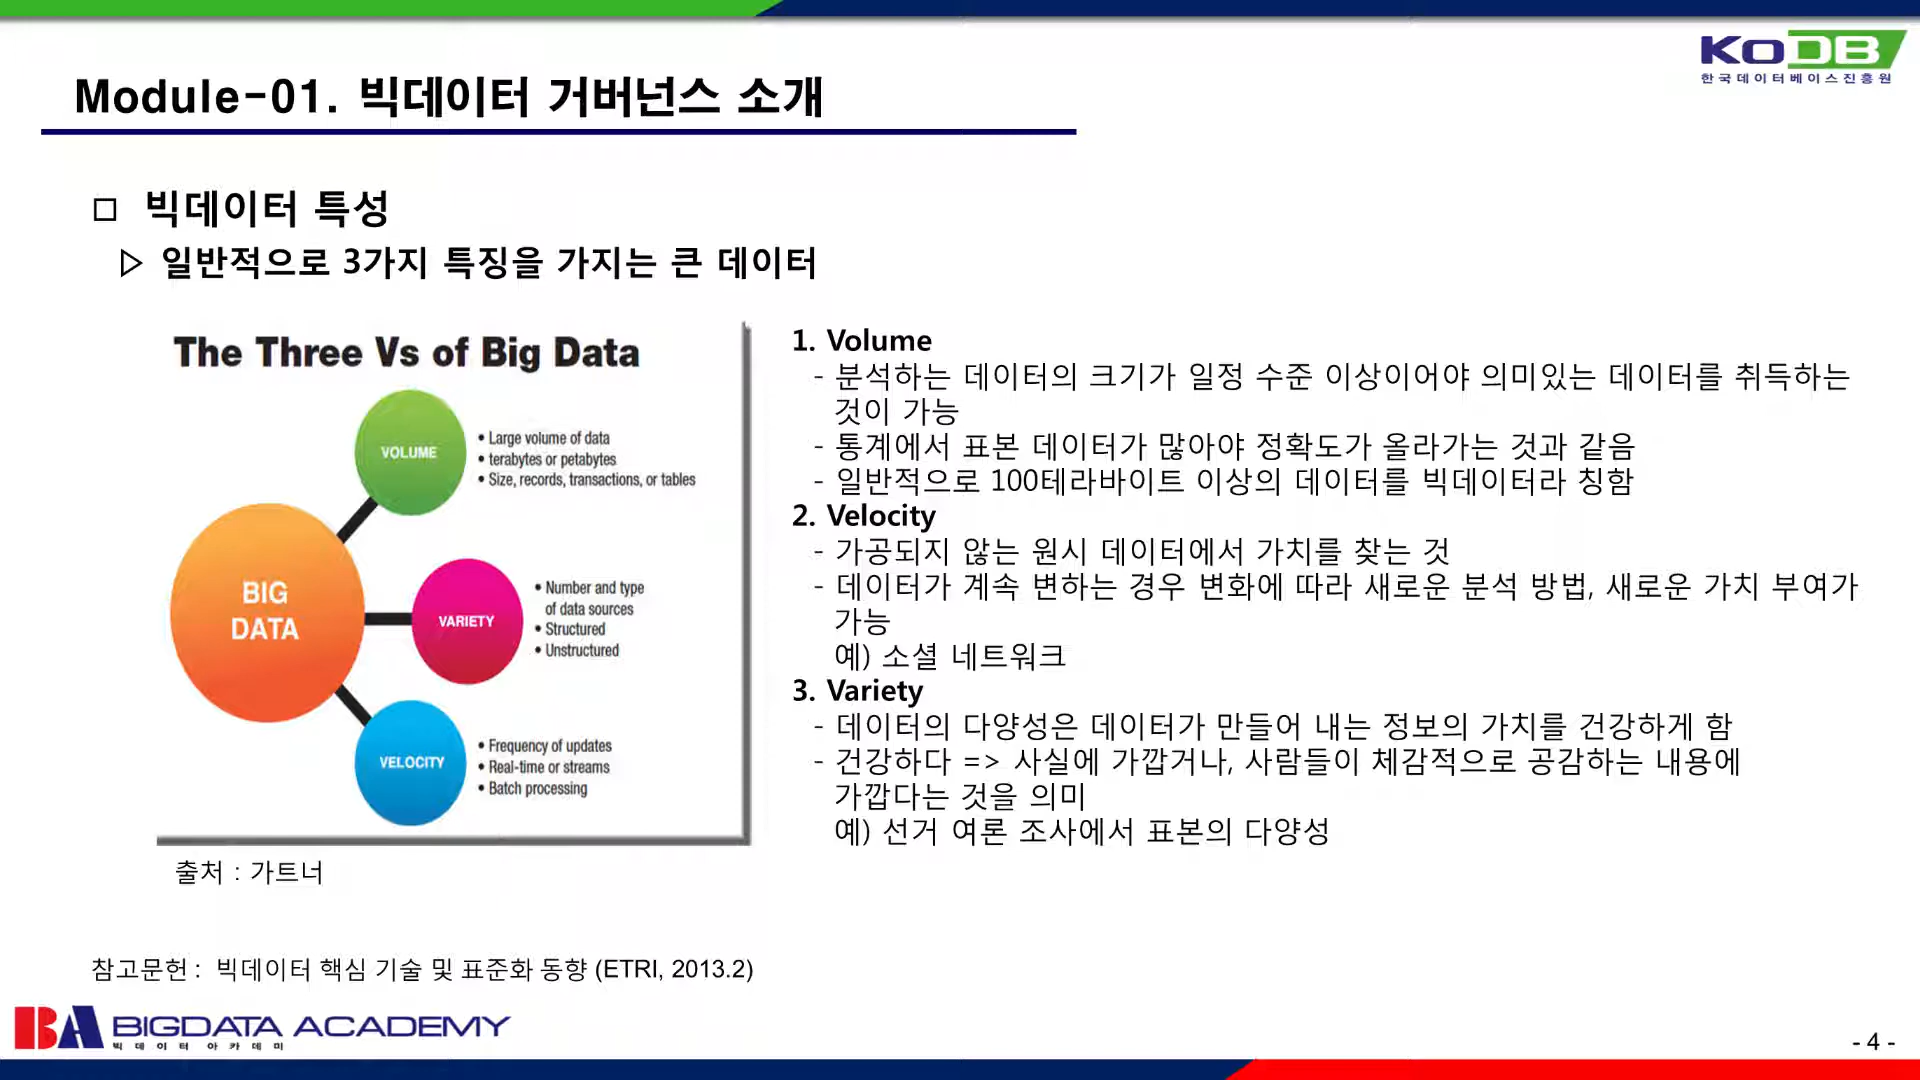 KoDB
한국데이터베이스진흥원
Module-01. 빅데이터 거버넌스 소개
□ 빅데이터 특성
▷ 일반적으로 3가지 특징을 가지는 큰 데이터
The Three Vs of Big Data
BIG
DATA
VOLUME
• Large volume of data
• terabytes or petabytes
• Size, records, transactions, or tables
VARIETY
• Number and type
of data sources
• Structured
• Unstructured
VELOCITY
• Frequency of updates
• Real-time or streams
• Batch processing
출처 : 가트너
1. Volume
- 분석하는 데이터의 크기가 일정 수준 이상이어야 의미있는 데이터를 취득하는
것이 가능
- 통계에서 표본 데이터가 많아야 정확도가 올라가는 것과 같음
- 일반적으로 100테라바이트 이상의 데이터를 빅데이터라 칭함
2. Velocity
- 가공되지 않는 원시 데이터에서 가치를 찾는 것
- 데이터가 계속 변하는 경우 변화에 따라 새로운 분석 방법, 새로운 가치 부여가
가능
예) 소셜 네트워크
3. Variety
- 데이터의 다양성은 데이터가 만들어 내는 정보의 가치를 건강하게 함
- 건강하다 => 사실에 가깝거나, 사람들이 체감적으로 공감하는 내용에
가깝다는 것을 의미
예) 선거 여론 조사에서 표본의 다양성
참고문헌 : 빅데이터 핵심 기술 및 표준화 동향 (ETRI, 2013.2)
BA BIGDATA ACADEMY
빅데이터 아카데미
- 4 -